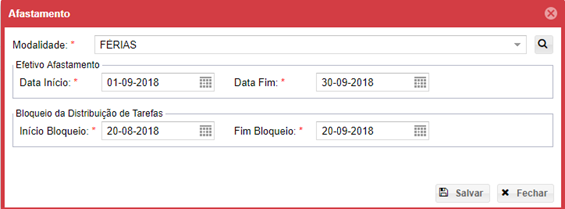 Afastamento
Modalidade: * FÉRIAS
Efetivo Afastamento
Data Início: * 01-09-2018 Data Fim: * 30-09-2018
Bloqueio da Distribuição de Tarefas
Início Bloqueio: * 20-08-2018 Fim Bloqueio: * 20-09-2018
Salvar Fechar